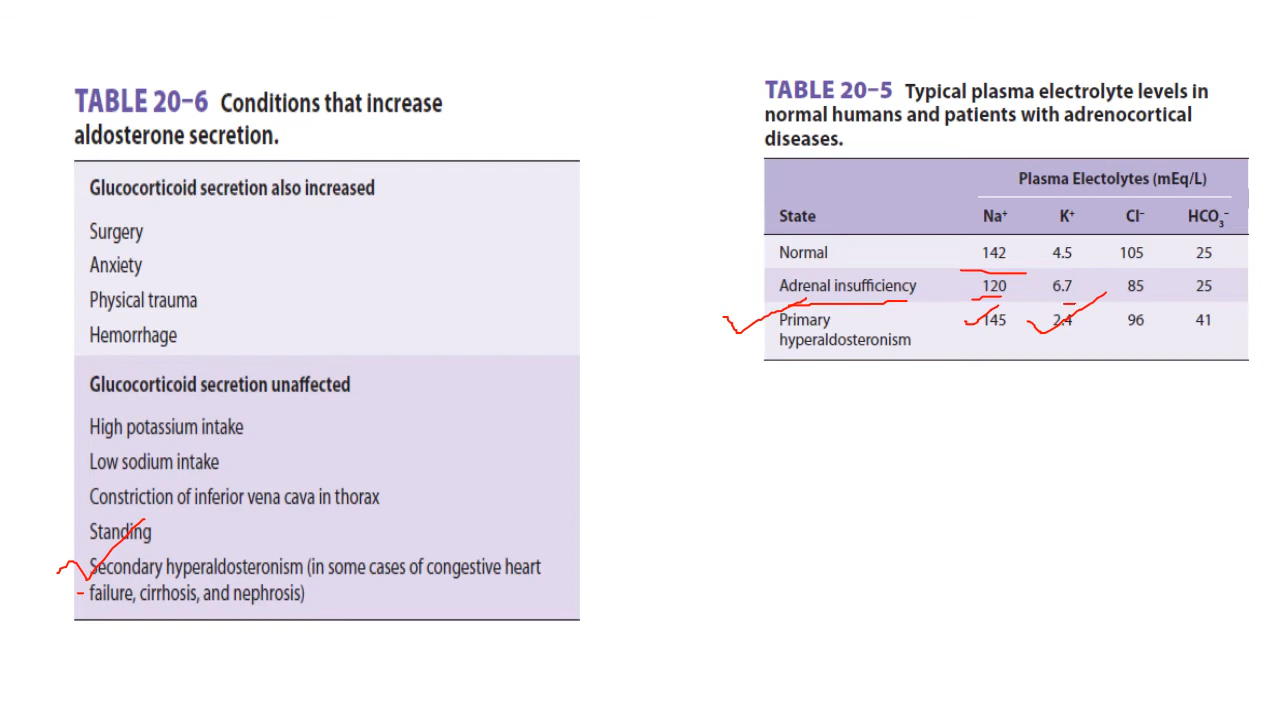 TABLE 20–6 Conditions that increase
aldosterone secretion.
Glucocorticoid secretion also increased
Surgery
Anxiety
Physical trauma
Hemorrhage
Glucocorticoid secretion unaffected
High potassium intake
Low sodium intake
Constriction of inferior vena cava in thorax
Standing
Secondary hyperaldosteronism (in some cases of congestive heart
failure, cirrhosis, and nephrosis)
TABLE 20–5 Typical plasma electrolyte levels in
normal humans and patients with adrenocortical
diseases.
Plasma Electolytes (mEq/L)
State Na⁺ K⁺ Cl⁻ HCO₃⁻
Normal 142 4.5 105 25
Adrenal insufficiency 120 6.7 85 25
Primary 145 2.4 96 41
hyperaldosteronism